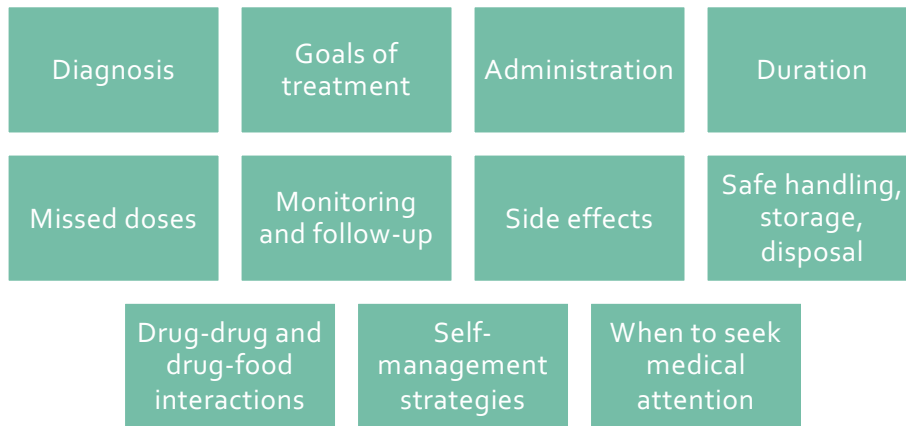 Diagnosis
Goals of
treatment
Administration
Duration
Missed doses
Monitoring
and follow-up
Side effects
Safe handling,
storage,
disposal
Drug-drug and
drug-food
interactions
Self-
management
strategies
When to seek
medical
attention